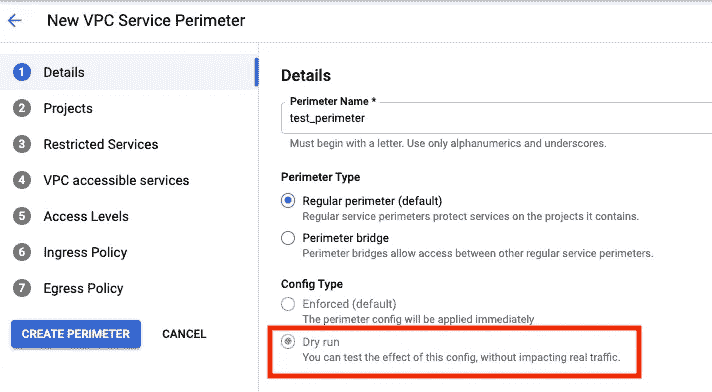 New VPC Service Perimeter
1 Details
2 Projects
3 Restricted Services
4 VPC accessible services
5 Access Levels
6 Ingress Policy
7 Egress Policy
CREATE PERIMETER CANCEL
Details
Perimeter Name *
test_perimeter
Must begin with a letter. Use only alphanumerics and underscores.
Perimeter Type
Regular perimeter (default)
Regular service perimeters protect services on the projects it contains.
Perimeter bridge
Perimeter bridges allow access between other regular service perimeters.
Config Type
Enforced (default)
The perimeter config will be applied immediately
Dry run
You can test the effect of this config, without impacting real traffic.